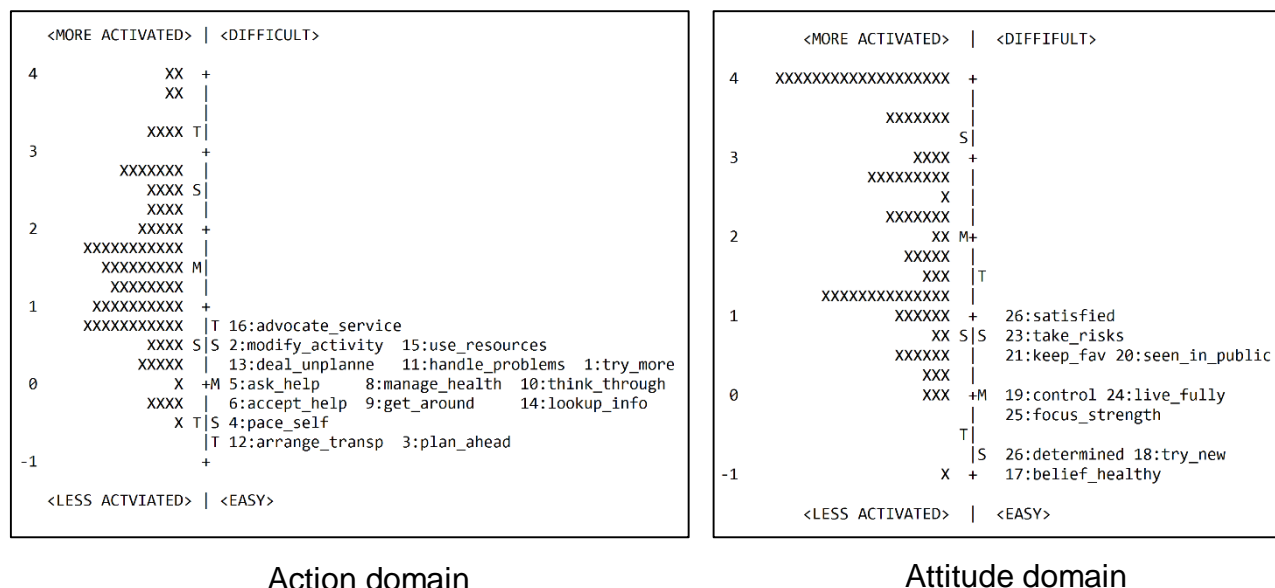 <MORE ACTIVATED> | <DIFFICULT>
4 XX +
XX |
|
XXXX T|
3 +
XXXXXXX |
XXXX S|
XXXX |
2 XXXXX +
XXXXXXXXXXX |
XXXXXXXXX M|
XXXXXXXX |
1 XXXXXXXXXX +
XXXXXXXXXXX |T 16:advocate_service
XXXX S|S 2:modify_activity 15:use_resources
XXXXX | 13:deal_unplanne 11:handle_problems 1:try_more
0 X +M 5:ask_help 8:manage_health 10:think_through
XXXX | 6:accept_help 9:get_around 14:lookup_info
X T|S 4:pace_self
|T 12:arrange_transp 3:plan_ahead
-1 +
<LESS ACTVIATED> | <EASY>
Action domain
<MORE ACTIVATED> | <DIFFIFULT>
4 XXXXXXXXXXXXXXXXXXX +
|
XXXXXXX |
S|
3 XXXX +
XXXXXXXXX |
X |
XXXXXXX |
2 XX M+
XXXXX |
XXX |T
XXXXXXXXXXXXXX |
1 XXXXXX + 26:satisfied
XX S|S 23:take_risks
XXXXXX | 21:keep_fav 20:seen_in_public
XXX |
0 XXX +M 19:control 24:live_fully
| 25:focus_strength
T|
|S 26:determined 18:try_new
-1 X + 17:belief_healthy
<LESS ACTIVATED> | <EASY>
Attitude domain